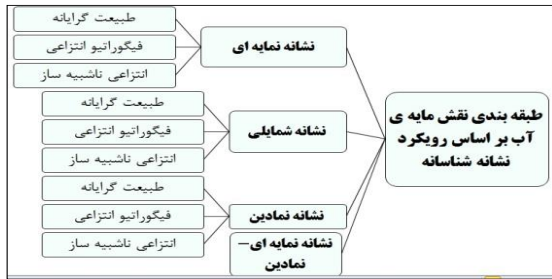 طبقه بندی نقش مایه ی
آب بر اساس رویکرد
نشانه شناسانه
نشانه نمایه ای
طبیعت گرایانه
فیگوراتیو انتزاعی
انتزاعی ناشبیه ساز
نشانه شمایلی
طبیعت گرایانه
فیگوراتیو انتزاعی
انتزاعی ناشبیه ساز
نشانه نمادین
طبیعت گرایانه
فیگوراتیو انتزاعی
انتزاعی ناشبیه ساز
نشانه نمایه ای–
نمادین